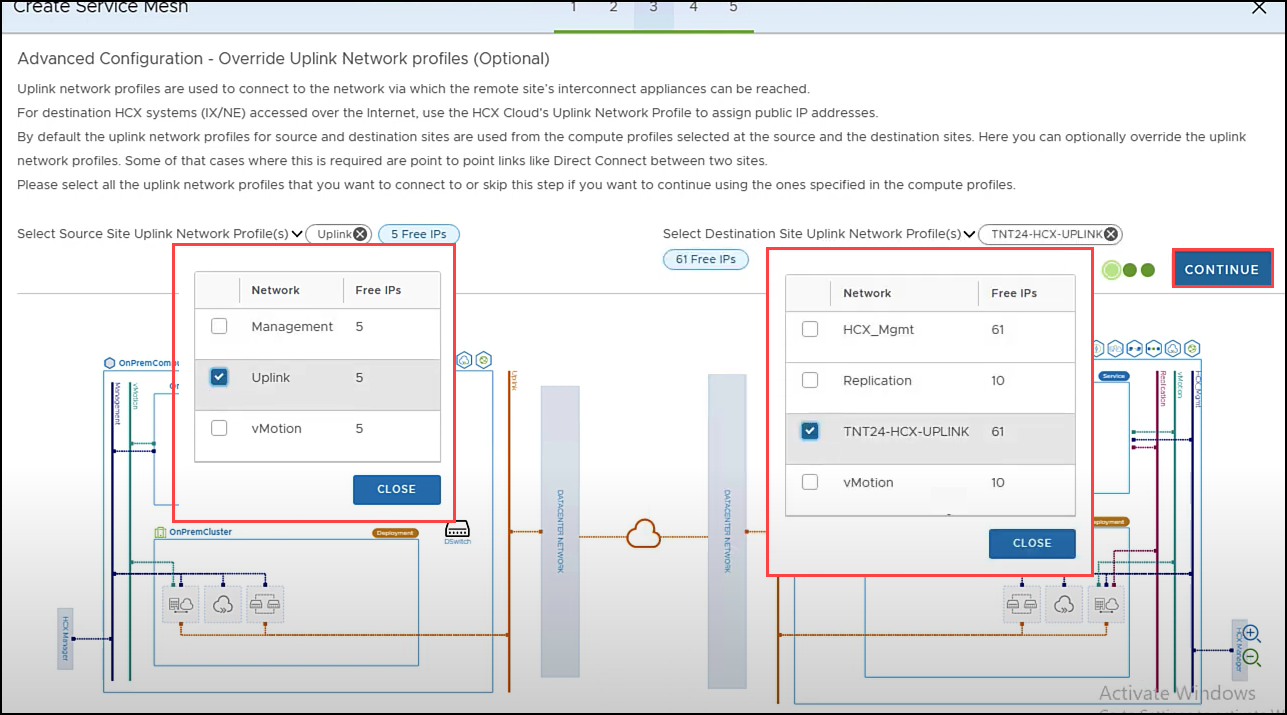 Create Service Mesh
1 2 3 4 5
Advanced Configuration - Override Uplink Network profiles (Optional)
Uplink network profiles are used to connect to the network via which the remote site's interconnect appliances can be reached.
For destination HCX systems (IX/NE) accessed over the Internet, use the HCX Cloud's Uplink Network Profile to assign public IP addresses.
By default the uplink network profiles for source and destination sites are used from the compute profiles selected at the source and the destination sites. Here you can optionally override the uplink
network profiles. Some of that cases where this is required are point to point links like Direct Connect between two sites.
Please select all the uplink network profiles that you want to connect to or skip this step if you want to continue using the ones specified in the compute profiles.
Select Source Site Uplink Network Profile(s) Uplink 5 Free IPs
Select Destination Site Uplink Network Profile(s) TNT24-HCX-UPLINK
61 Free IPs
CONTINUE
Network Free IPs
Management 5
Uplink 5
vMotion 5
CLOSE
Network Free IPs
HCX_Mgmt 61
Replication 10
TNT24-HCX-UPLINK 61
vMotion 10
CLOSE
Management
vMotion
Uplink
DATACENTER NETWORK
DATACENTER NETWORK
Service
Replication
vMotion
HCX_Mgmt
OnPremCluster
Deployment
DSwitch
HCX Manager
HCX Manager
Activate Windows